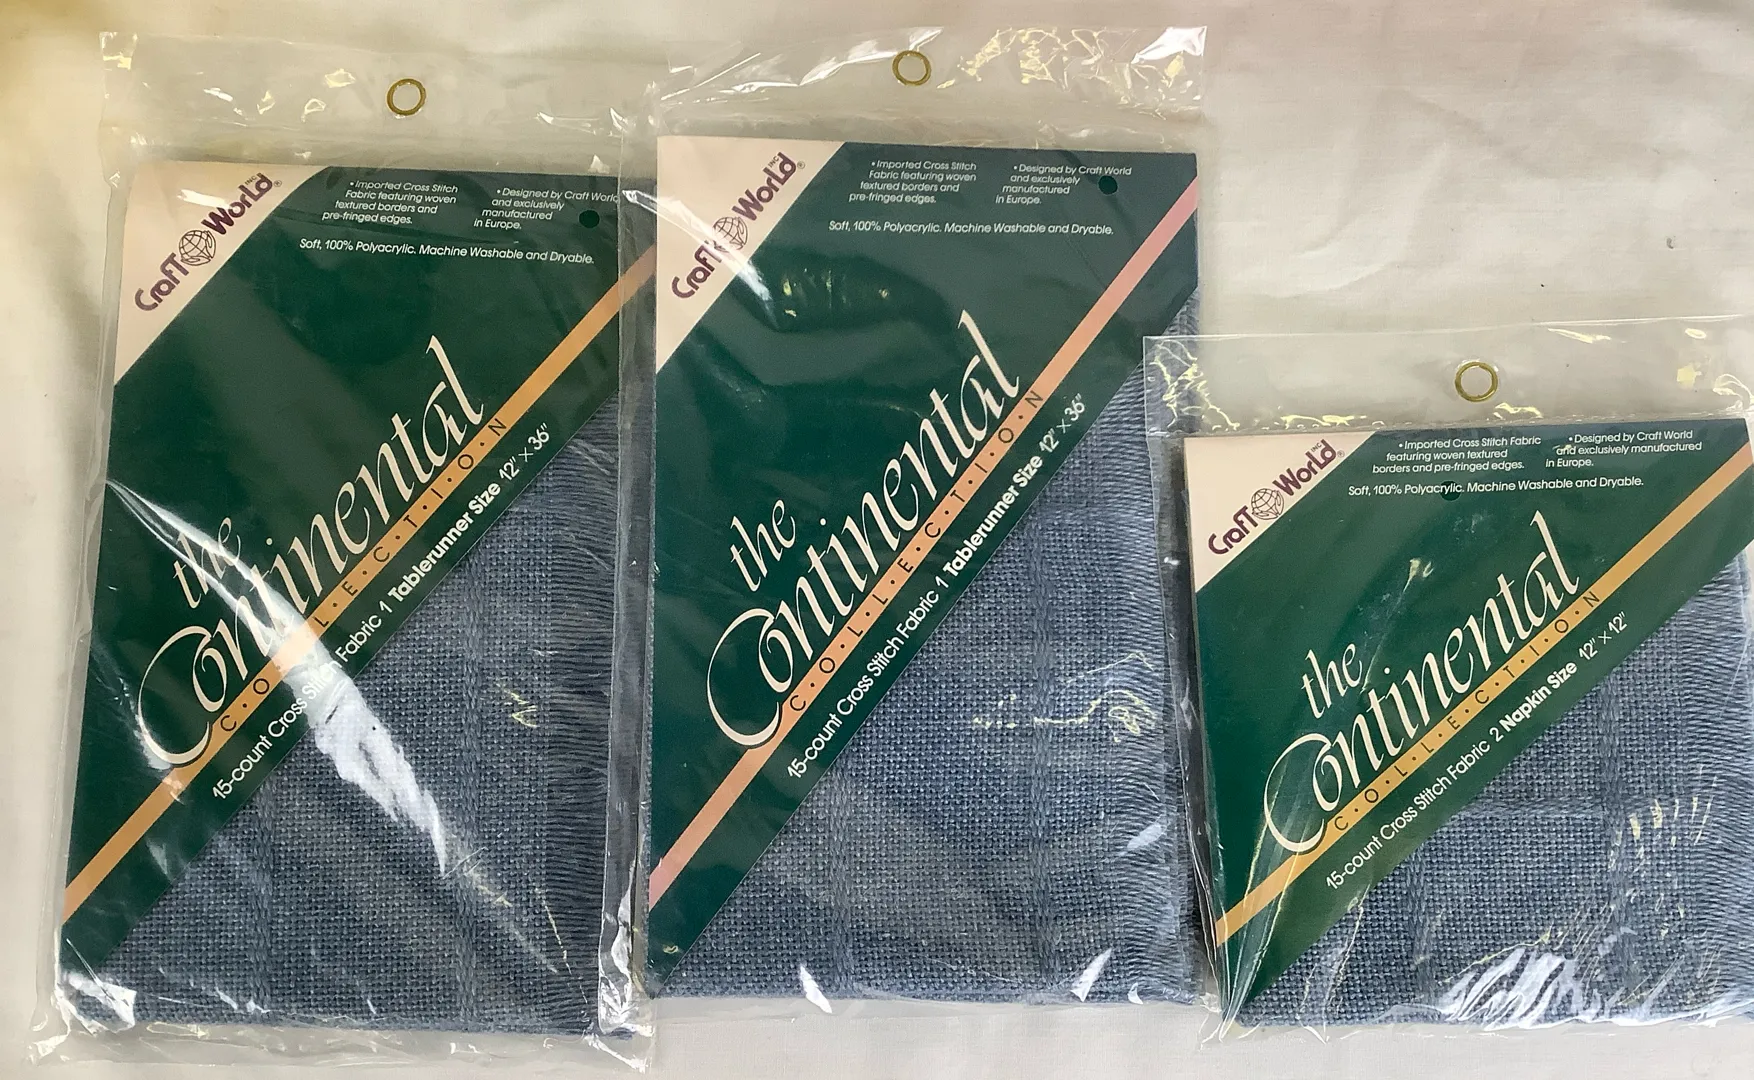 CrafT World INC ®
• Imported Cross Stitch
Fabric featuring woven
textured borders and
pre-fringed edges.
• Designed by Craft World
and exclusively
manufactured
in Europe.
Soft, 100% Polyacrylic. Machine Washable and Dryable.
the
Continental
C•O•L•L•E•C•T•I•O•N
15-count Cross Stitch Fabric 1 Tablerunner Size 12" × 36"
CrafT World INC ®
• Imported Cross Stitch
Fabric featuring woven
textured borders and
pre-fringed edges.
• Designed by Craft World
and exclusively
manufactured
in Europe.
Soft, 100% Polyacrylic. Machine Washable and Dryable.
the
Continental
C•O•L•L•E•C•T•I•O•N
15-count Cross Stitch Fabric 1 Tablerunner Size 12" × 36"
CrafT World INC ®
• Imported Cross Stitch Fabric
featuring woven textured
borders and pre-fringed edges.
• Designed by Craft World
and exclusively manufactured
in Europe.
Soft, 100% Polyacrylic. Machine Washable and Dryable.
the
Continental
C•O•L•L•E•C•T•I•O•N
15-count Cross Stitch Fabric 2 Napkin Size 12" × 12"